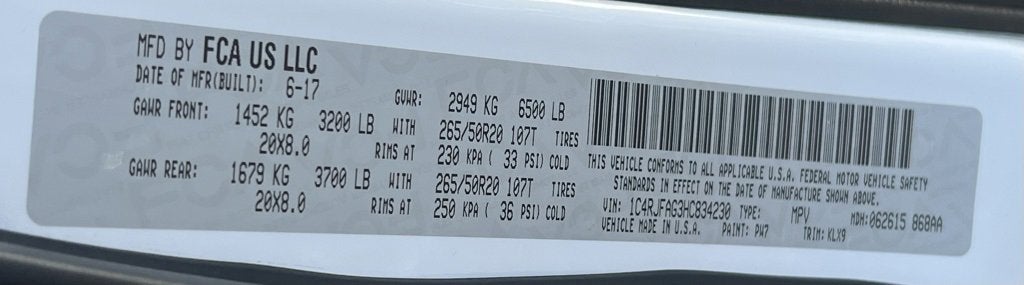 MFD BY FCA US LLC
DATE OF MFR(BUILT): 6-17 GVWR: 2949 KG 6500 LB
GAWR FRONT: 1452 KG 3200 LB WITH 265/50R20 107T TIRES
20X8.0 RIMS AT 230 KPA ( 33 PSI) COLD
GAWR REAR: 1679 KG 3700 LB WITH 265/50R20 107T TIRES
20X8.0 RIMS AT 250 KPA ( 36 PSI) COLD
THIS VEHICLE CONFORMS TO ALL APPLICABLE U.S.A. FEDERAL MOTOR VEHICLE SAFETY
STANDARDS IN EFFECT ON THE DATE OF MANUFACTURE SHOWN ABOVE.
VIN: 1C4RJFAG3HC834230 TYPE: MPV MDH: 062615 868AA
VEHICLE MADE IN U.S.A. PAINT: PW7 TRIM: KLX9